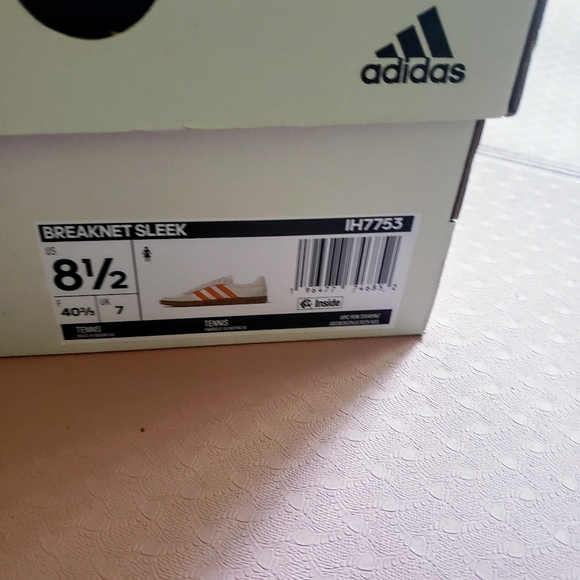 adidas
BREAKNET SLEEK IH7753
US
8½
F 40⅔ UK 7
Inside
TENNIS
TENNIS